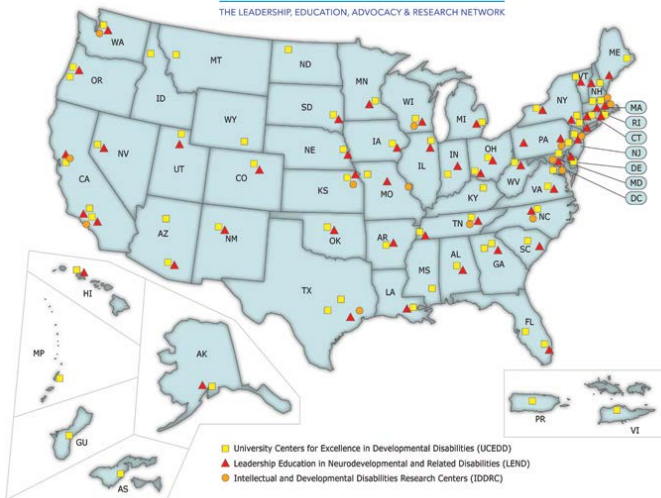 THE LEADERSHIP, EDUCATION, ADVOCACY & RESEARCH NETWORK
WA
MT
ND
MN
ME
VT
NH
OR
ID
SD
WI
MI
NY
MA
RI
CT
NJ
DE
MD
DC
WY
NE
IA
PA
NV
UT
CO
IL
IN
OH
CA
KS
MO
KY
WV
VA
AZ
NM
OK
AR
TN
NC
SC
TX
LA
MS
AL
GA
FL
HI
MP
AK
GU
AS
PR
VI
University Centers for Excellence in Developmental Disabilities (UCEDD)
Leadership Education in Neurodevelopmental and Related Disabilities (LEND)
Intellectual and Developmental Disabilities Research Centers (IDDRC)